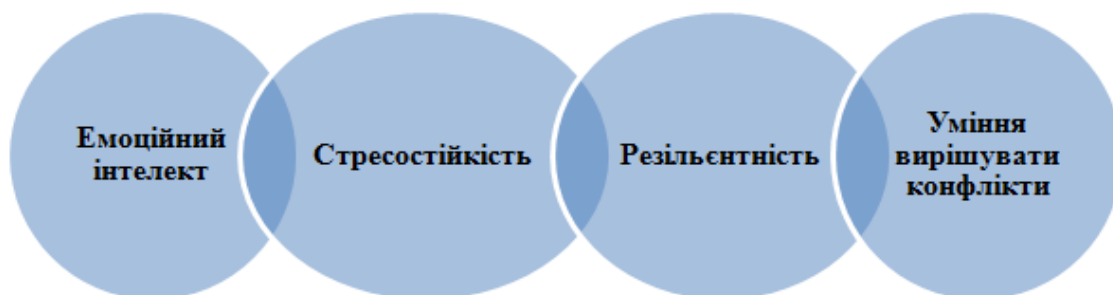 Емоційний
інтелект
Стресостійкість
Резільєнтність
Уміння
вирішувати
конфлікти